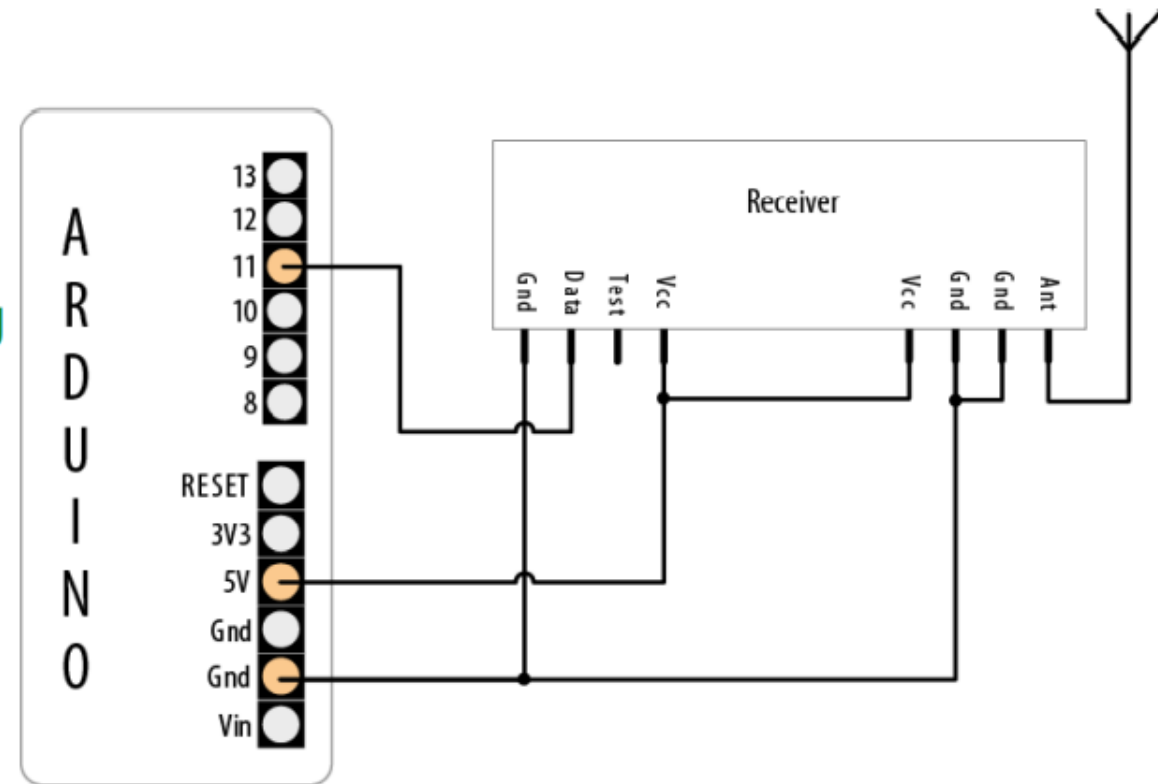 ARDUINO
13
12
11
10
9
8
RESET
3V3
5V
Gnd
Gnd
Vin
Receiver
Gnd
Data
Test
Vcc
Vcc
Gnd
Gnd
Ant